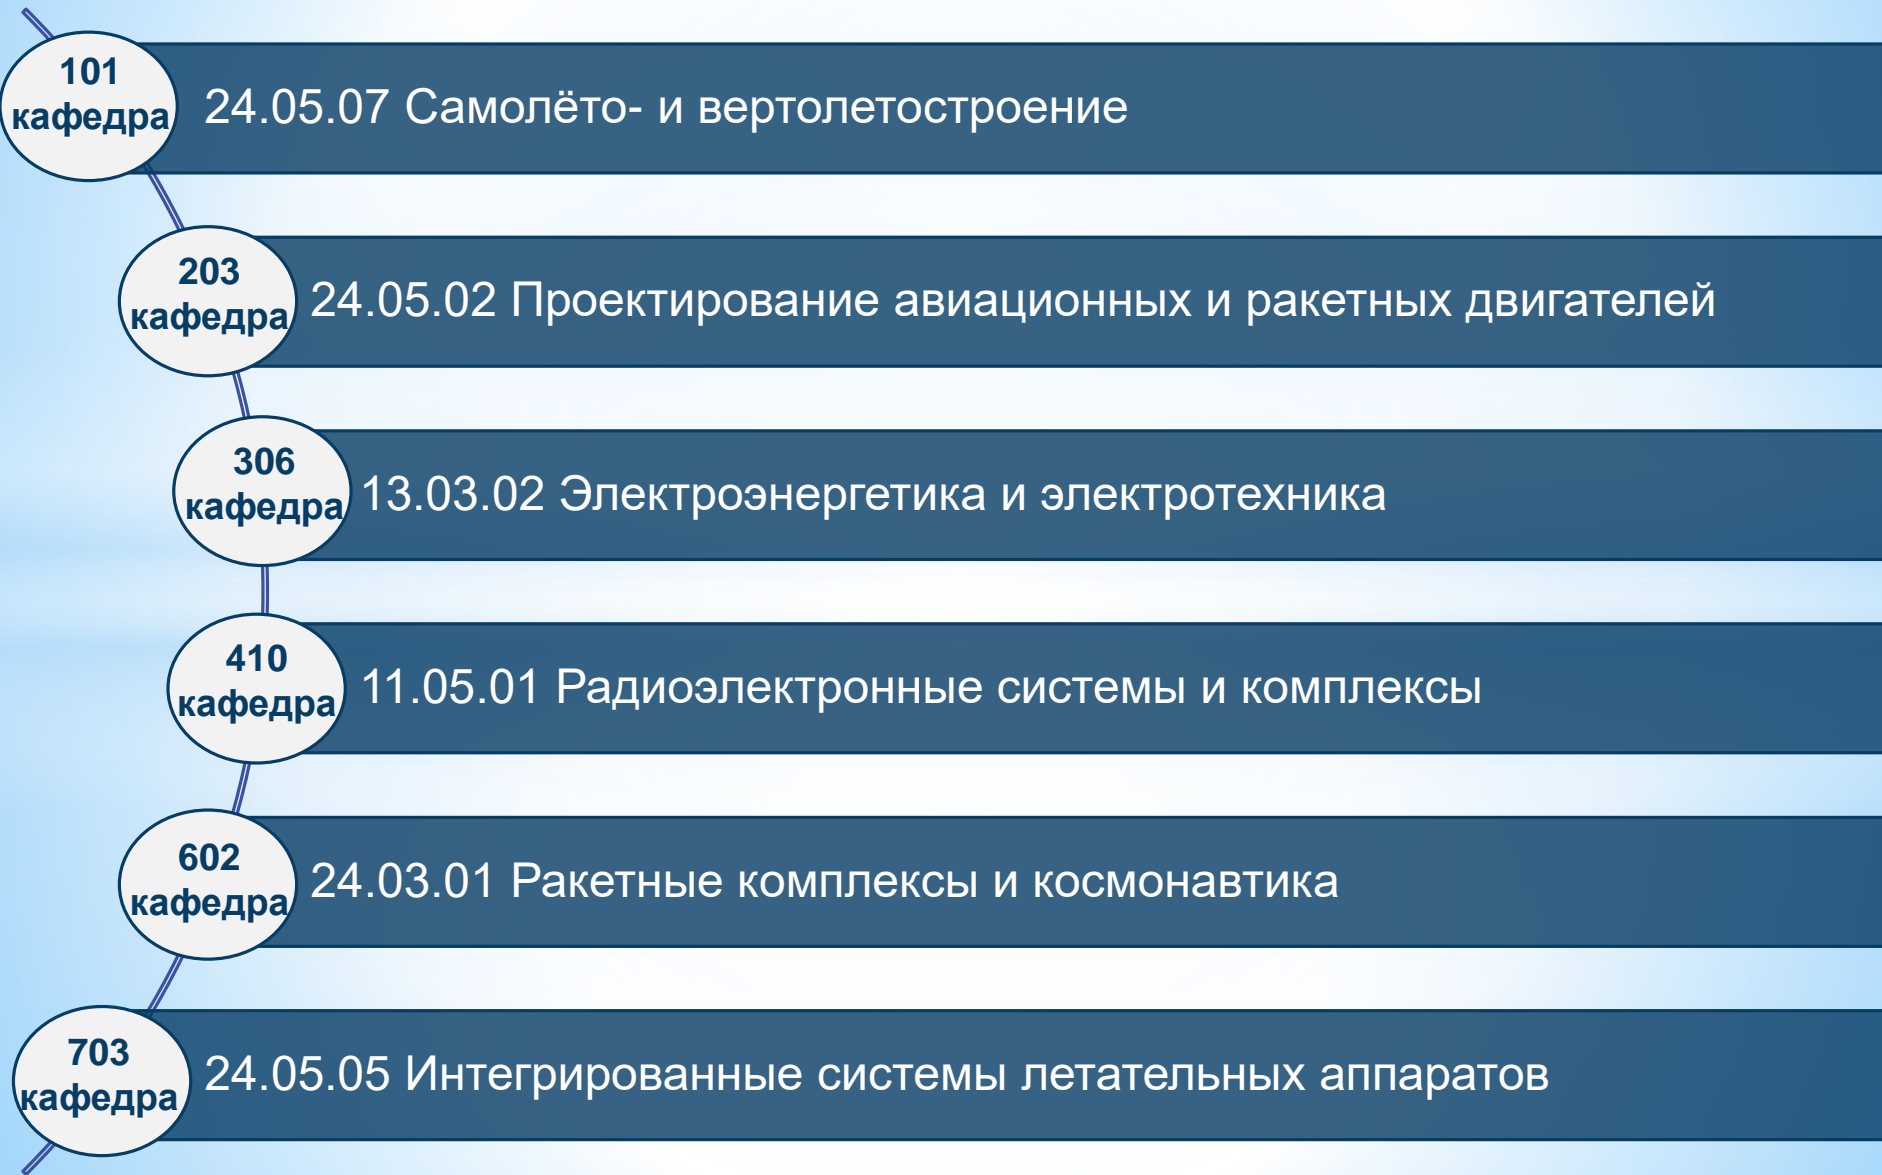 101
кафедра
24.05.07 Самолёто- и вертолетостроение
203
кафедра
24.05.02 Проектирование авиационных и ракетных двигателей
306
кафедра
13.03.02 Электроэнергетика и электротехника
410
кафедра
11.05.01 Радиоэлектронные системы и комплексы
602
кафедра
24.03.01 Ракетные комплексы и космонавтика
703
кафедра
24.05.05 Интегрированные системы летательных аппаратов